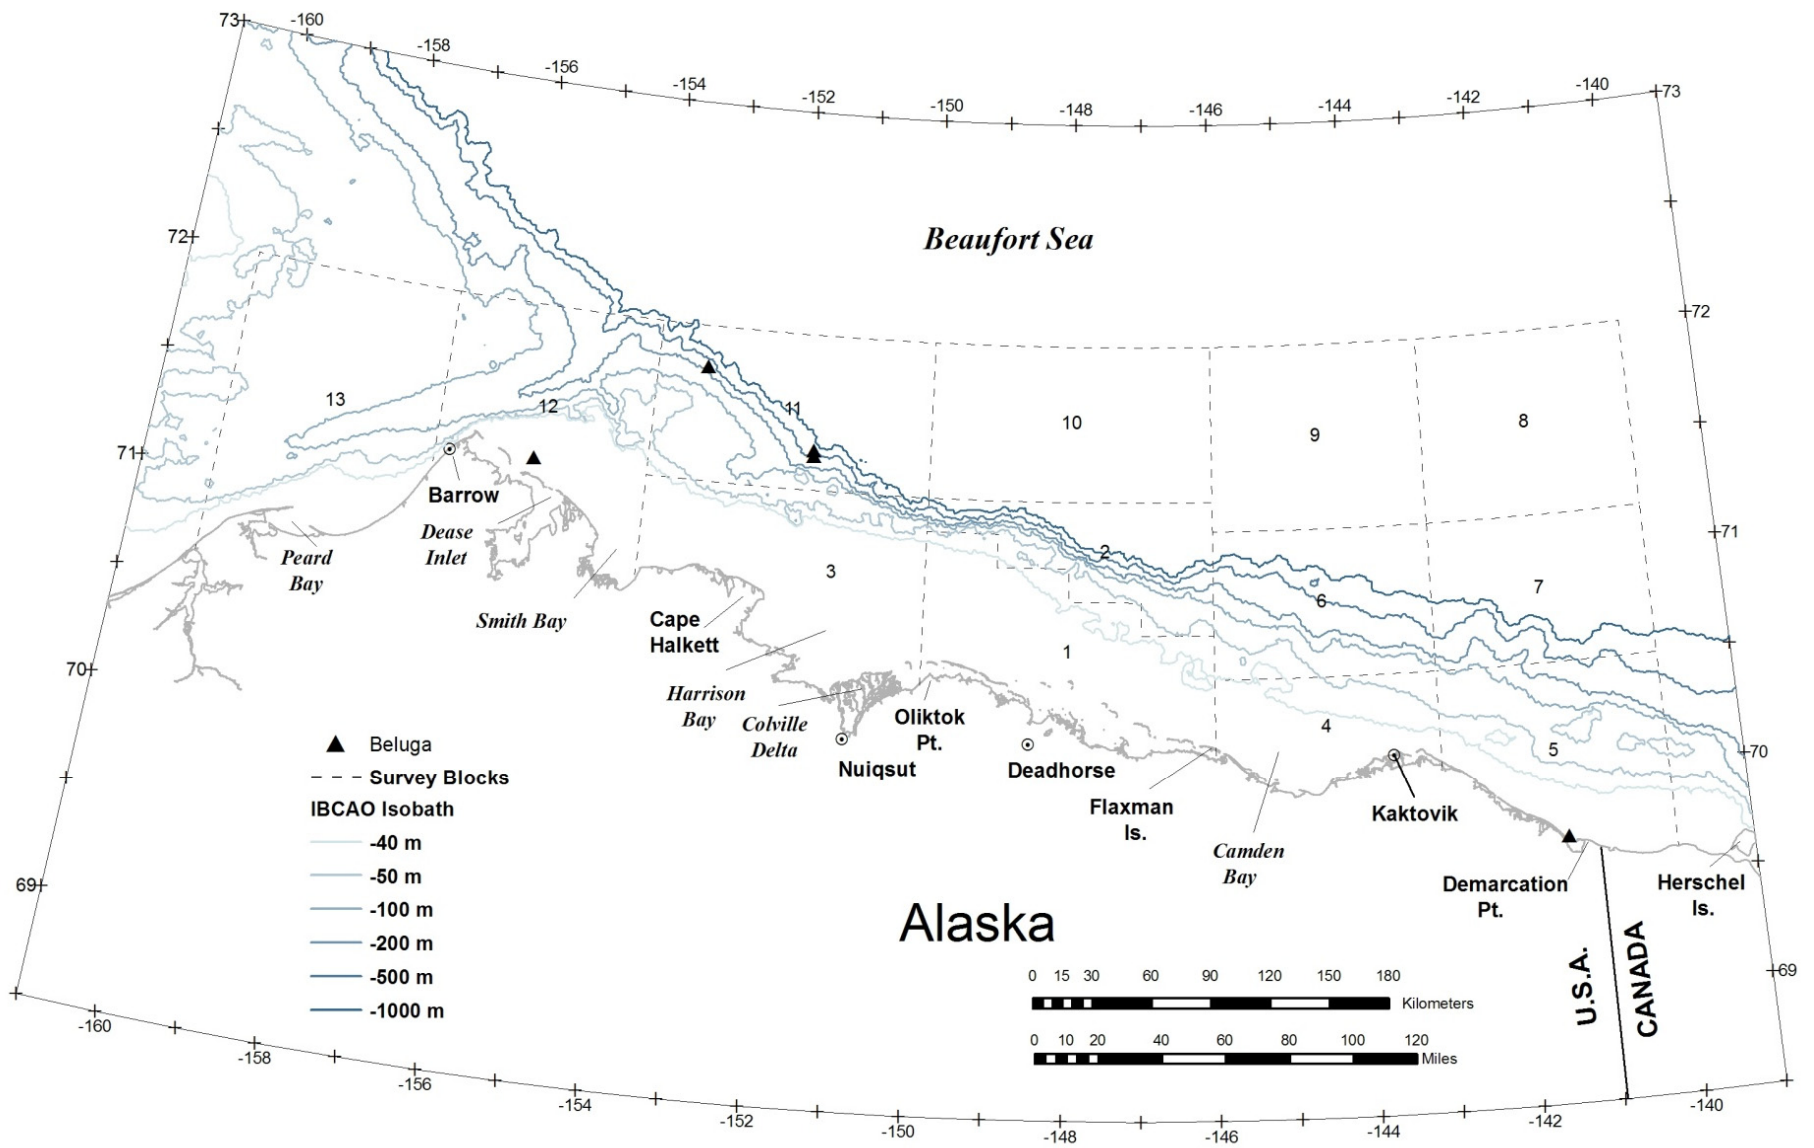 73
-160
-158
-156
-154
-152
-150
-148
-146
-144
-142
-140
73
72
Beaufort Sea
72
13
12
11
10
9
8
71
Barrow
71
Dease
Inlet
Peard
Bay
2
3
6
7
Smith Bay
Cape
Halkett
1
70
Harrison
Bay
Colville
Delta
Oliktok
Pt.
4
5
70
Nuiqsut
Deadhorse
Flaxman
Is.
Kaktovik
Camden
Bay
Demarcation
Pt.
Herschel
Is.
Beluga
Survey Blocks
IBCAO Isobath
-40 m
-50 m
-100 m
-200 m
-500 m
-1000 m
69
Alaska
U.S.A.
CANADA
69
0 15 30 60 90 120 150 180
Kilometers
0 10 20 40 60 80 100 120
Miles
-160
-158
-156
-154
-152
-150
-148
-146
-144
-142
-140